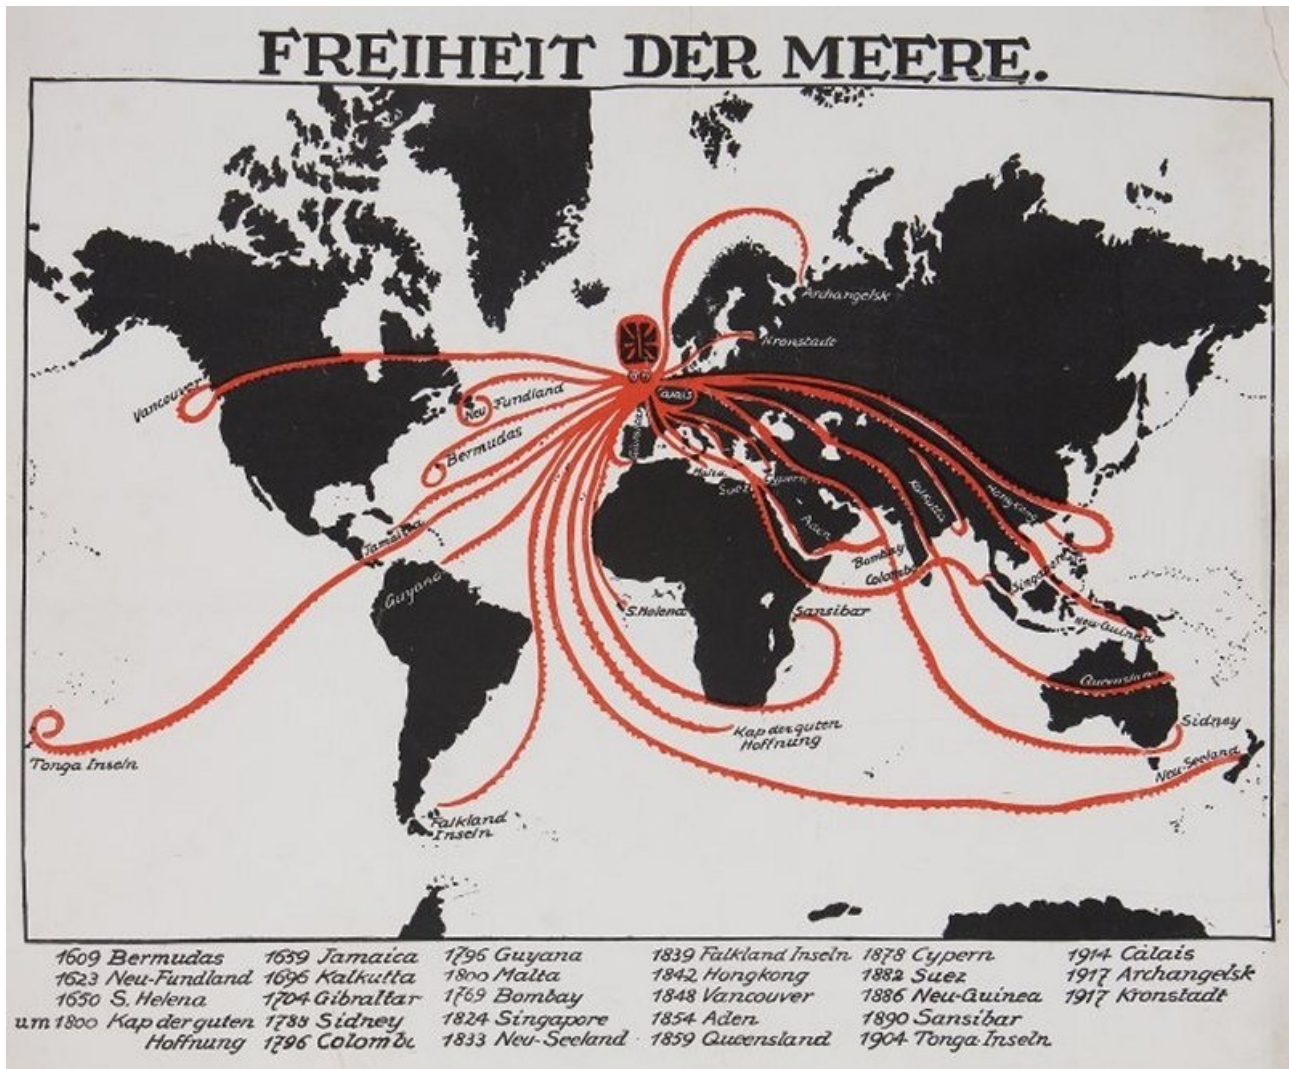 FREIHEIT DER MEERE.
Archangelsk
Kronstadt
Vancouver
Neu Fundland
Calais
Bermudas
Gibraltar
Malta
Cypern
Suez
Kalkutta
Hongkong
Jamaica
Aden
Bombay
Colombo
Singapore
Guyana
S. Helena
Sansibar
Neu-Guinea
Queensland
Sidney
Kap der guten
Hoffnung
Neu-Seeland
Tonga Inseln
Falkland
Inseln
1609 Bermudas
1623 Neu-Fundland
1650 S. Helena
um 1800 Kap der guten
Hoffnung
1659 Jamaica
1696 Kalkutta
1704 Gibraltar
1788 Sidney
1796 Colombo
1796 Guyana
1800 Malta
1769 Bombay
1824 Singapore
1833 Neu-Seeland
1839 Falkland Inseln
1842 Hongkong
1848 Vancouver
1854 Aden
1859 Queensland
1878 Cypern
1882 Suez
1886 Neu-Guinea
1890 Sansibar
1904 Tonga-Inseln
1914 Calais
1917 Archangelsk
1917 Kronstadt